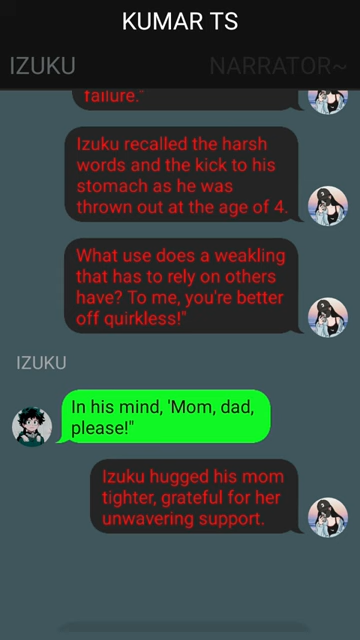 KUMAR TS
IZUKU
NARRATOR~
failure."
Izuku recalled the harsh
words and the kick to his
stomach as he was
thrown out at the age of 4.
What use does a weakling
that has to rely on others
have? To me, you're better
off quirkless!"
IZUKU
In his mind, 'Mom, dad,
please!"
Izuku hugged his mom
tighter, grateful for her
unwavering support.